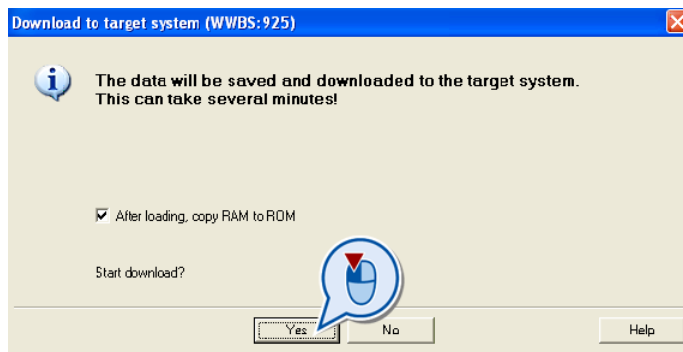 Download to target system (WWBS:925)
The data will be saved and downloaded to the target system.
This can take several minutes!
After loading, copy RAM to ROM
Start download?
Yes No Help